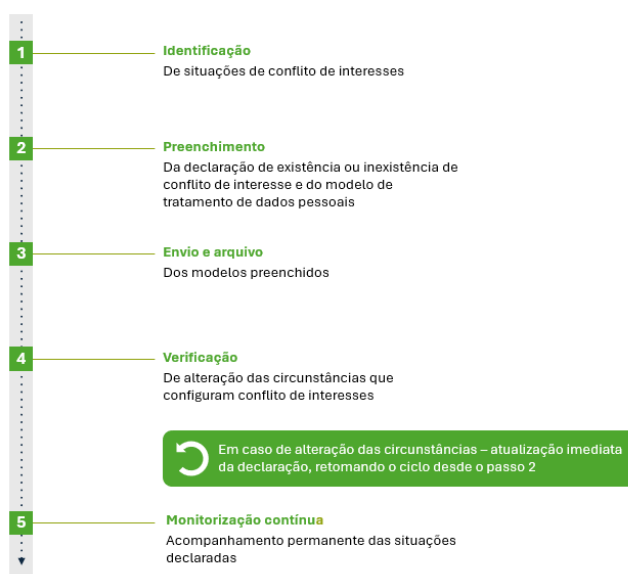 1
Identificação
De situações de conflito de interesses
2
Preenchimento
Da declaração de existência ou inexistência de
conflito de interesse e do modelo de
tratamento de dados pessoais
3
Envio e arquivo
Dos modelos preenchidos
4
Verificação
De alteração das circunstâncias que
configuram conflito de interesses
Em caso de alteração das circunstâncias – atualização imediata
da declaração, retomando o ciclo desde o passo 2
5
Monitorização contínua
Acompanhamento permanente das situações
declaradas